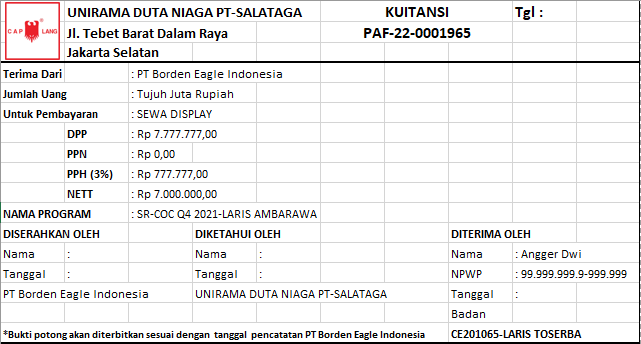 CAP LANG
UNIRAMA DUTA NIAGA PT-SALATAGA KUITANSI Tgl :
Jl. Tebet Barat Dalam Raya PAF-22-0001965
Jakarta Selatan
Terima Dari : PT Borden Eagle Indonesia
Jumlah Uang : Tujuh Juta Rupiah
Untuk Pembayaran : SEWA DISPLAY
DPP : Rp 7.777.777,00
PPN : Rp 0,00
PPH (3%) : Rp 777.777,00
NETT : Rp 7.000.000,00
NAMA PROGRAM : SR-COC Q4 2021-LARIS AMBARAWA
DISERAHKAN OLEH DIKETAHUI OLEH DITERIMA OLEH
Nama : Nama : Nama : Angger Dwi
Tanggal : Tanggal : NPWP : 99.999.999.9-999.999
PT Borden Eagle Indonesia UNIRAMA DUTA NIAGA PT-SALATAGA Tanggal :
Badan
*Bukti potong akan diterbitkan sesuai dengan tanggal pencatatan PT Borden Eagle Indonesia CE201065-LARIS TOSERBA